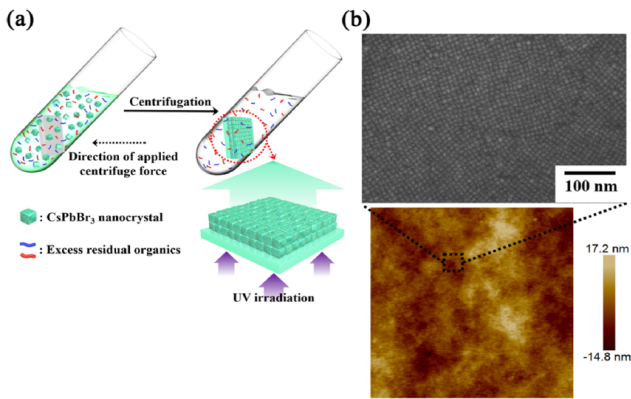 (a)
(b)
Centrifugation
Direction of applied
centrifuge force
: CsPbBr₃ nanocrystal
: Excess residual organics
UV irradiation
100 nm
17.2 nm
-14.8 nm